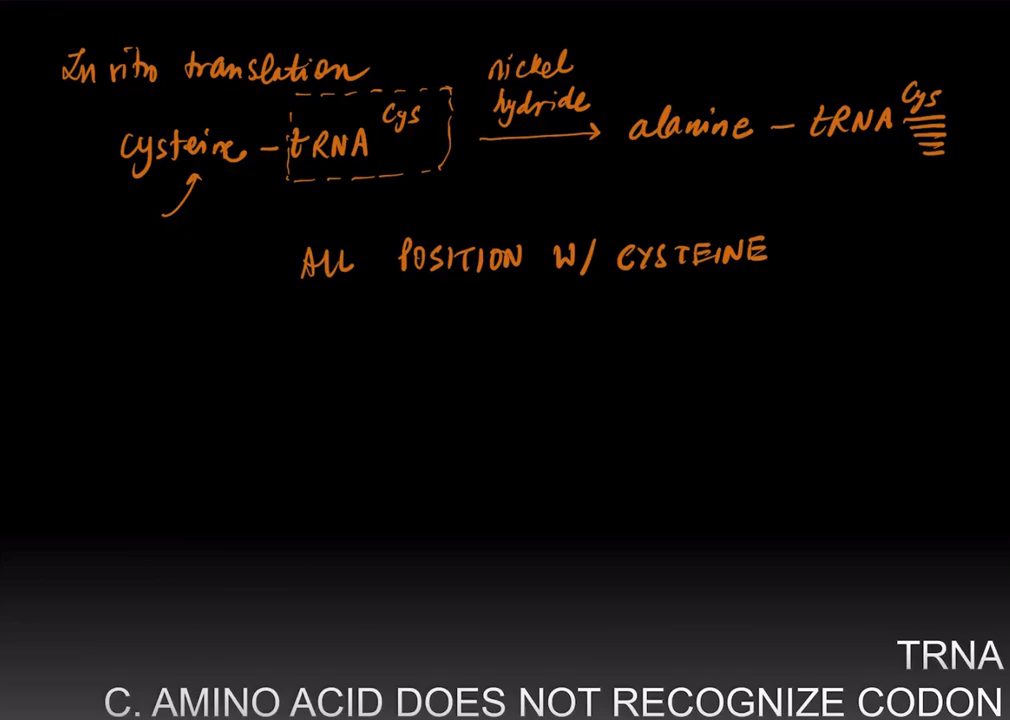 In vitro translation
cysteine - tRNA Cys nickel hydride alanine - tRNA Cys
ALL POSITION W/ CYSTEINE
TRNA
C. AMINO ACID DOES NOT RECOGNIZE CODON